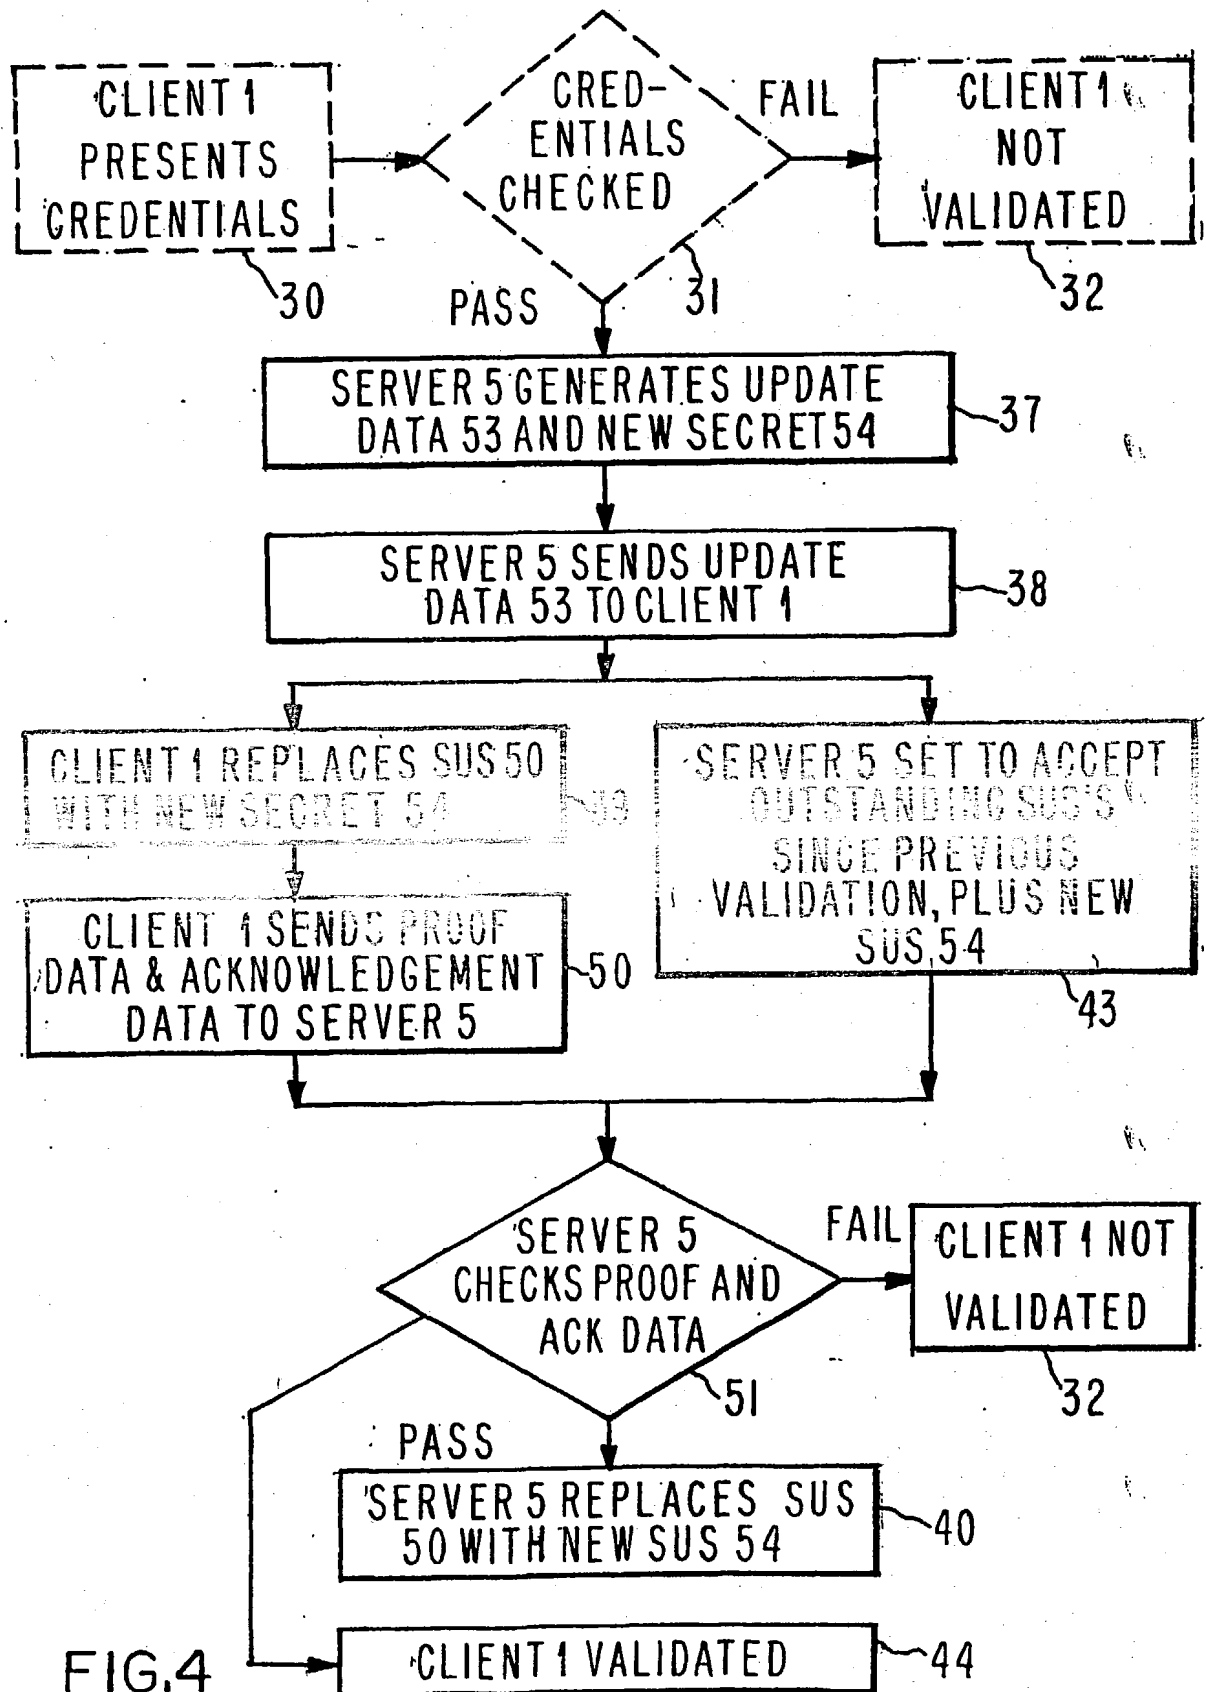 CLIENT 1
PRESENTS
CREDENTIALS
30
CRED-
ENTIALS
CHECKED
31
FAIL
CLIENT 1
NOT
VALIDATED
32
PASS
SERVER 5 GENERATES UPDATE
DATA 53 AND NEW SECRET 54
37
SERVER 5 SENDS UPDATE
DATA 53 TO CLIENT 1
38
CLIENT 1 REPLACES SUS 50
WITH NEW SECRET 54
39
SERVER 5 SET TO ACCEPT
OUTSTANDING SUS'S
SINCE PREVIOUS
VALIDATION, PLUS NEW
SUS 54
43
CLIENT 1 SENDS PROOF
DATA & ACKNOWLEDGEMENT
DATA TO SERVER 5
50
SERVER 5
CHECKS PROOF AND
ACK DATA
51
FAIL
CLIENT 1 NOT
VALIDATED
32
PASS
SERVER 5 REPLACES SUS
50 WITH NEW SUS 54
40
CLIENT 1 VALIDATED
44
FIG.4